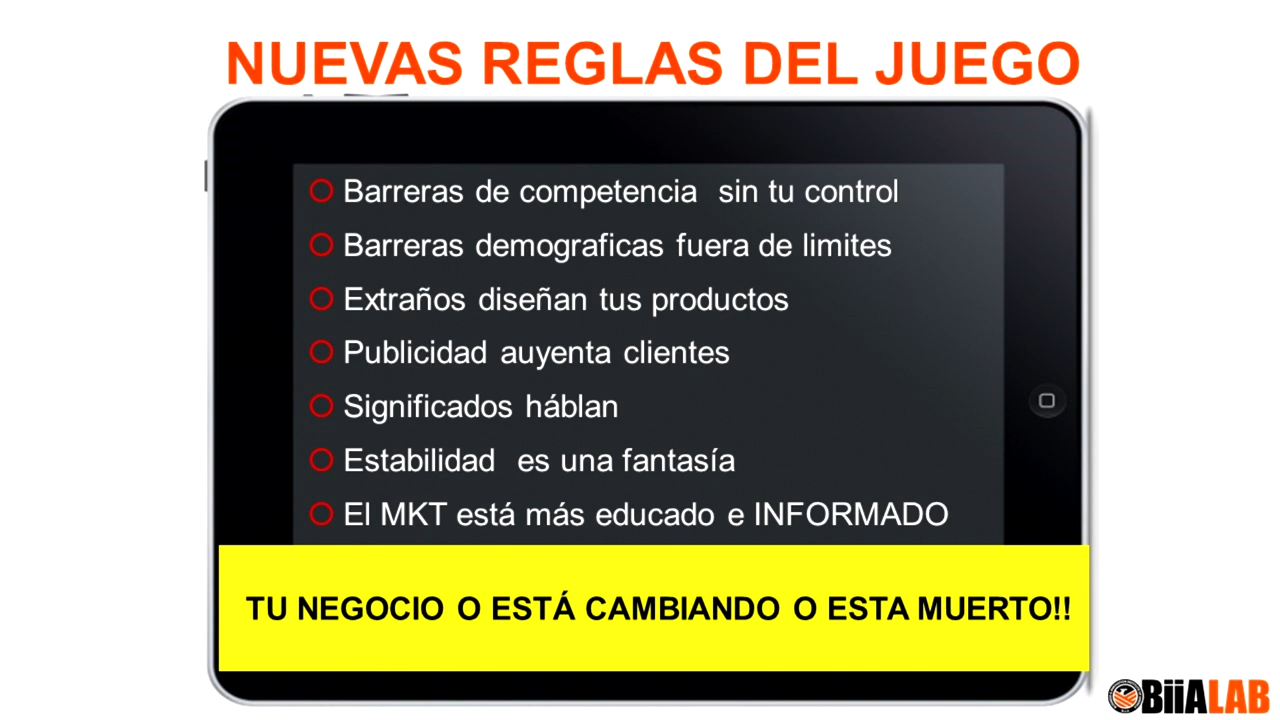 NUEVAS REGLAS DEL JUEGO
Barreras de competencia sin tu control
Barreras demograficas fuera de limites
Extraños diseñan tus productos
Publicidad auyenta clientes
Significados háblan
Estabilidad es una fantasía
El MKT está más educado e INFORMADO
TU NEGOCIO O ESTÁ CAMBIANDO O ESTA MUERTO!!
BiiALAB